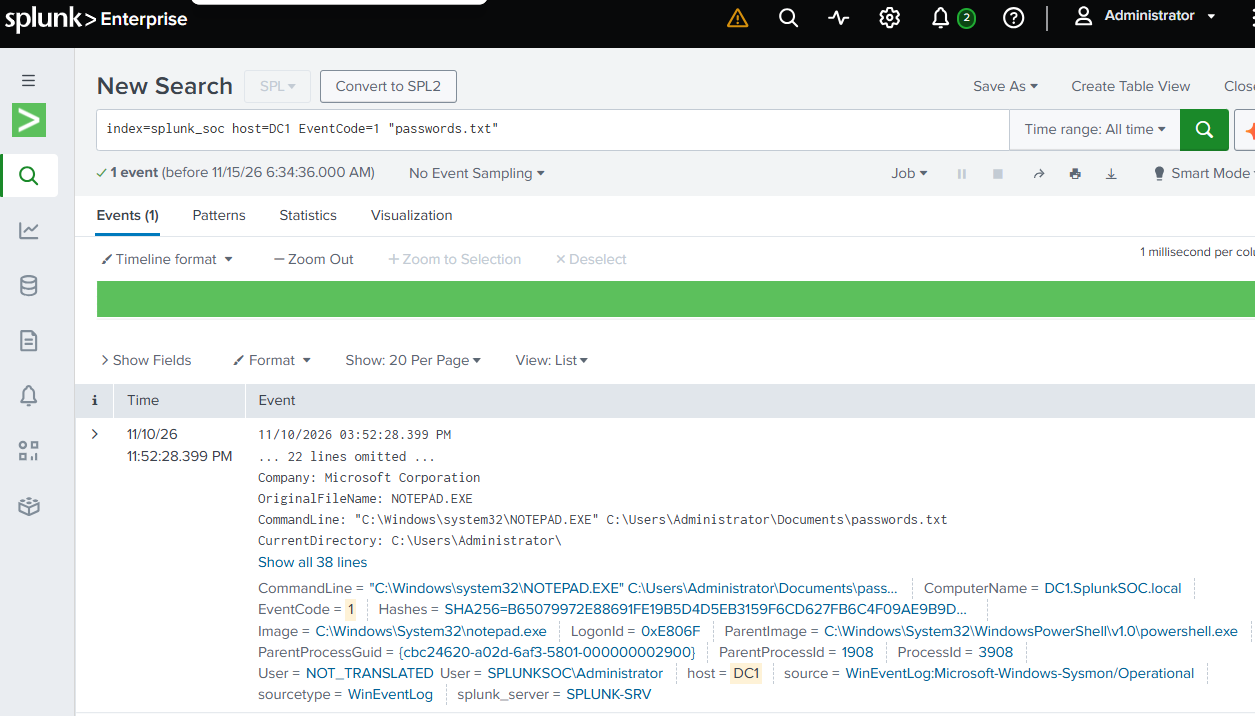 splunk> Enterprise
2
Administrator
New Search
SPL
Convert to SPL2
Save As
Create Table View
index=splunk_soc host=DC1 EventCode=1 "passwords.txt"
Time range: All time
1 event (before 11/15/26 6:34:36.000 AM)
No Event Sampling
Job
Smart Mode
Events (1)
Patterns
Statistics
Visualization
Timeline format
— Zoom Out
+ Zoom to Selection
× Deselect
1 millisecond per
> Show Fields
Format
Show: 20 Per Page
View: List
i
Time
Event
11/10/26
11:52:28.399 PM
11/10/2026 03:52:28.399 PM
... 22 lines omitted ...
Company: Microsoft Corporation
OriginalFileName: NOTEPAD.EXE
CommandLine: "C:\Windows\system32\NOTEPAD.EXE" C:\Users\Administrator\Documents\passwords.txt
CurrentDirectory: C:\Users\Administrator\
Show all 38 lines
CommandLine = "C:\Windows\system32\NOTEPAD.EXE" C:\Users\Administrator\Documents\pass...
ComputerName = DC1.SplunkSOC.local
EventCode = 1
Hashes = SHA256=B65079972E88691FE19B5D4D5EB3159F6CD627FB6C4F09AE9B9D...
Image = C:\Windows\System32\notepad.exe
LogonId = 0xE806F
ParentImage = C:\Windows\System32\WindowsPowerShell\v1.0\powershell.exe
ParentProcessGuid = {cbc24620-a02d-6af3-5801-000000002900}
ParentProcessId = 1908
ProcessId = 3908
User = NOT_TRANSLATED User = SPLUNKSOC\Administrator
host = DC1
source = WinEventLog:Microsoft-Windows-Sysmon/Operational
sourcetype = WinEventLog
splunk_server = SPLUNK-SRV